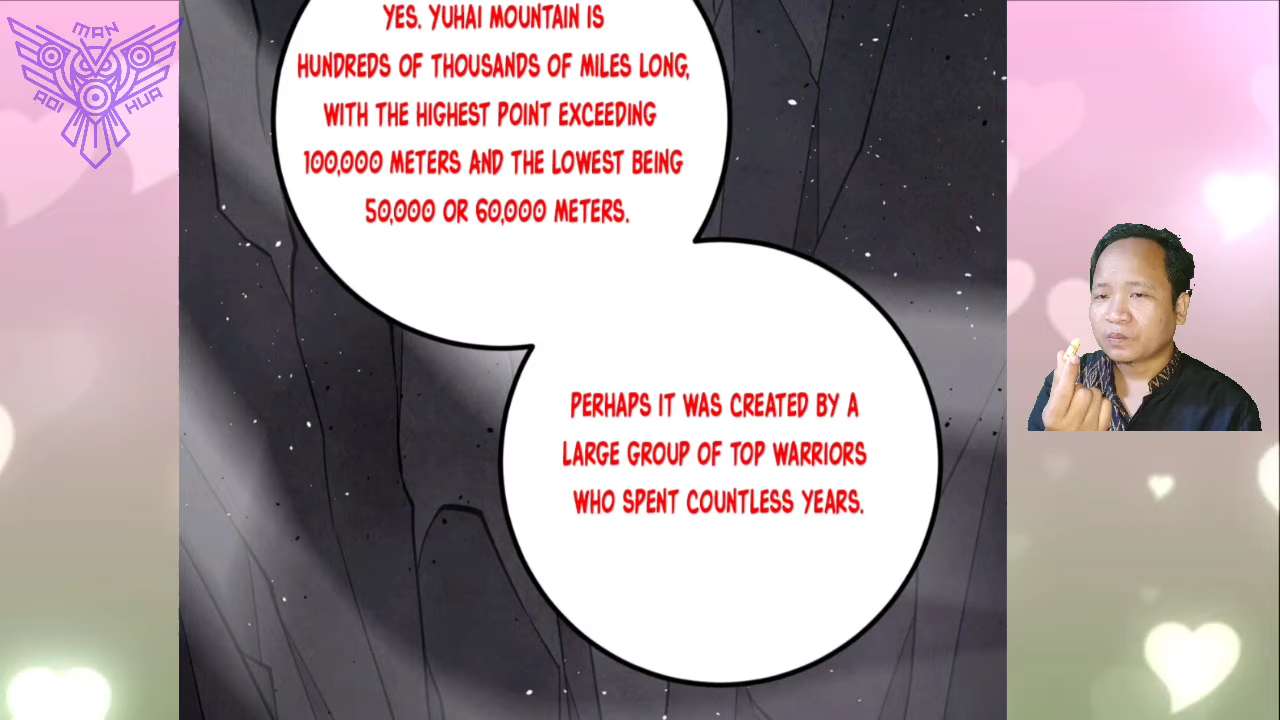 MAN
AOI HUA
YES. YUHAI MOUNTAIN IS
HUNDREDS OF THOUSANDS OF MILES LONG,
WITH THE HIGHEST POINT EXCEEDING
100,000 METERS AND THE LOWEST BEING
50,000 OR 60,000 METERS.
PERHAPS IT WAS CREATED BY A
LARGE GROUP OF TOP WARRIORS
WHO SPENT COUNTLESS YEARS.